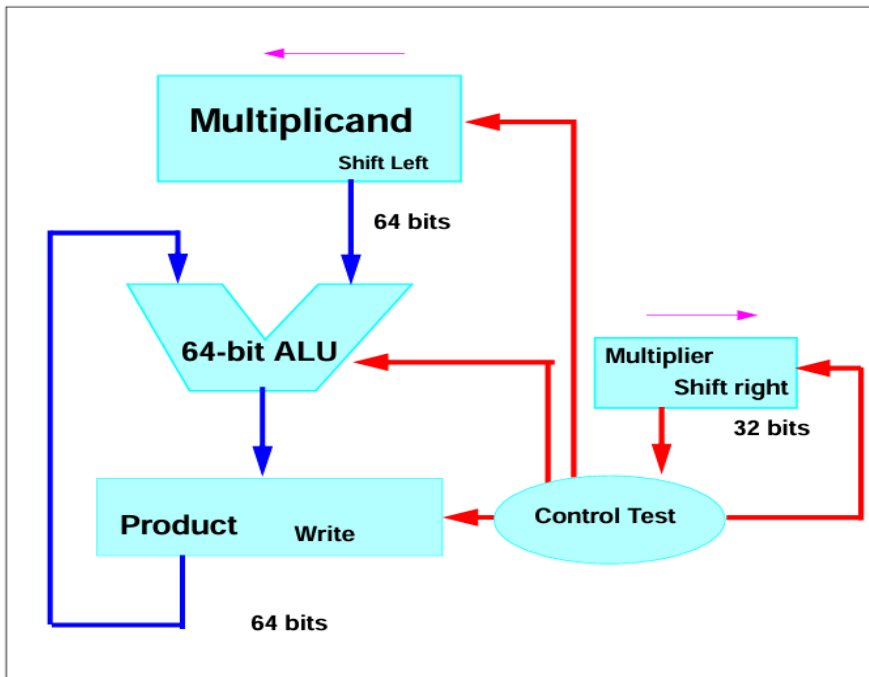 Multiplicand
Shift Left
64 bits
64-bit ALU
Multiplier
Shift right
32 bits
Product
Write
Control Test
64 bits